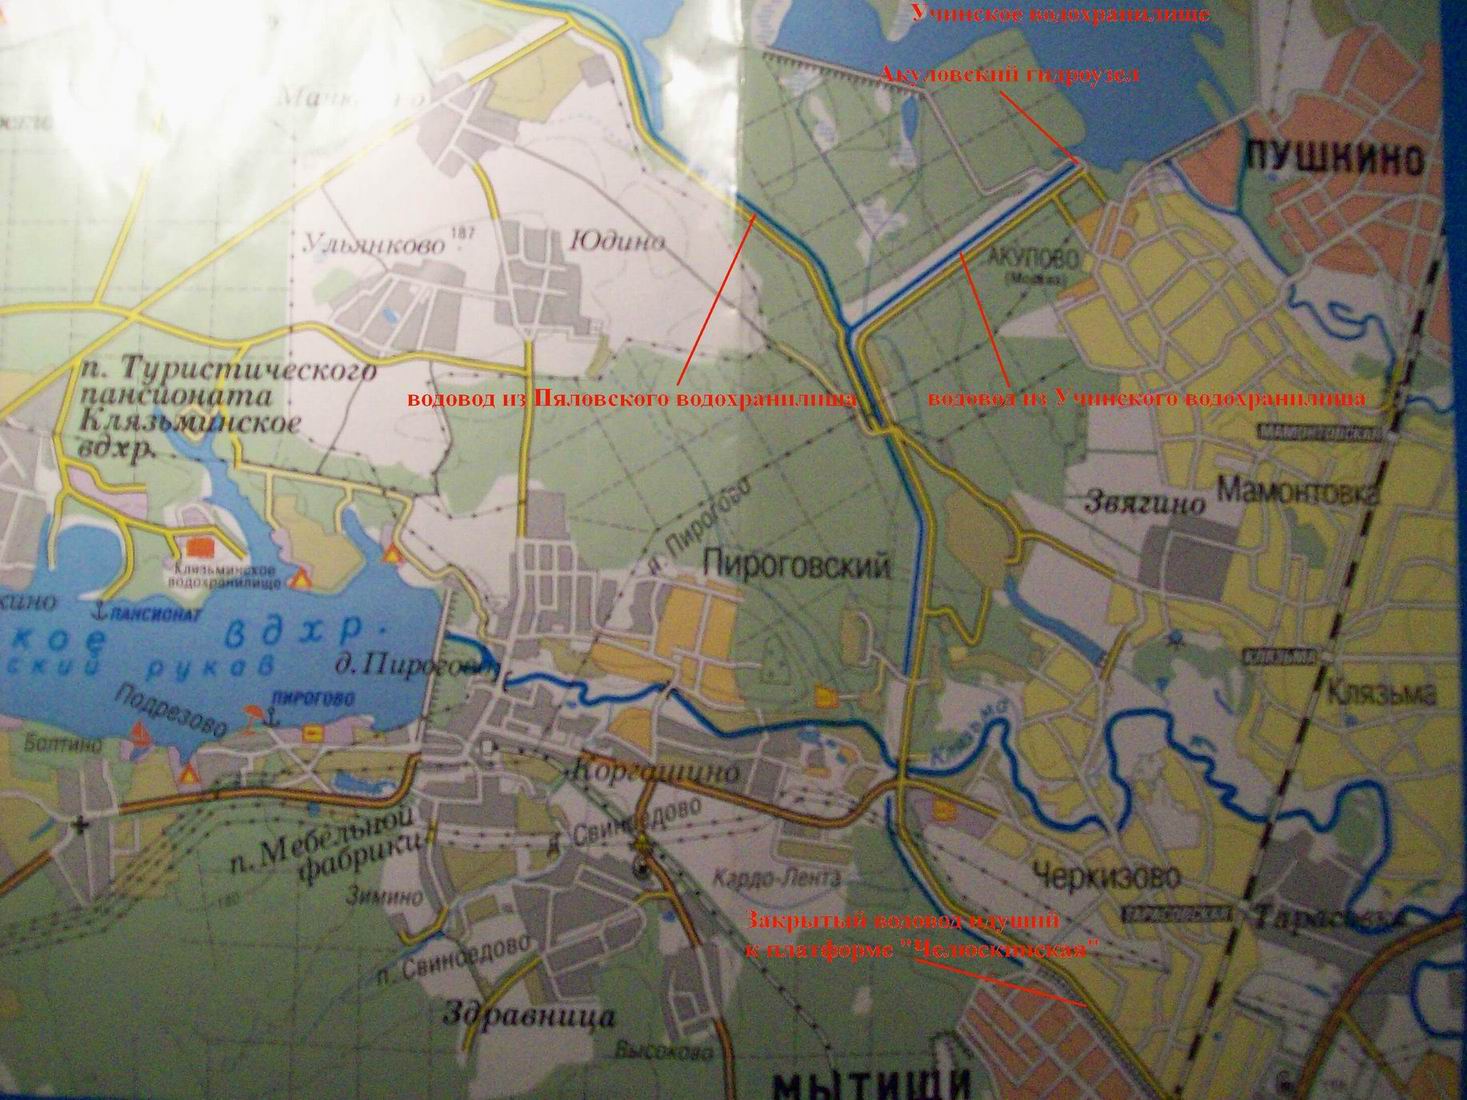 Учинское водохранилище
Акуловский гидроузел
ПУШКИНО
Ульянково
187
Юдино
АКУЛОВО
(Москва)
п. Туристического
пансионата
Клязьминское
вдхр.
водовод из Пяловского водохранилища
водовод из Учинского водохранилища
МАМОНТОВСКАЯ
Мамонтовка
Звягино
д. Пирогово
Пироговский
Клязьминское
водохранилище
кино
ПАНСИОНАТ
кое вдхр.
ский рукав
д.Пирогово
ПИРОГОВО
Подрезово
Болтино
КЛЯЗЬМА
Клязьма
Клязьма
Коргашино
д. Свиноедово
п. Мебельной
фабрики
Зимино
180
Кардо-Лента
Черкизово
ТАРАСОВСКАЯ
Тарасовка
Закрытый водовод идущий
к платформе "Челюскинская"
п. Свиноедово
Здравница
Высоково
МЫТИЩИ